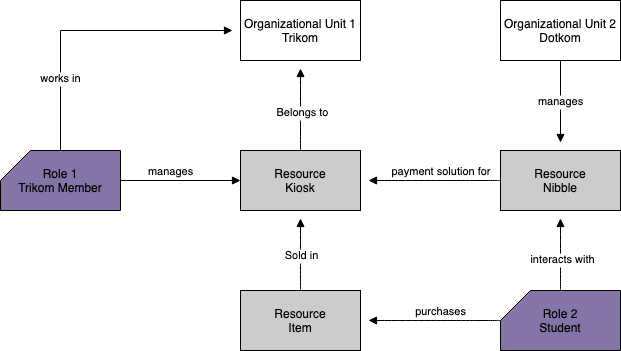 Organizational Unit 1
Trikom
Organizational Unit 2
Dotkom
works in
Belongs to
manages
Role 1
Trikom Member
manages
Resource
Kiosk
payment solution for
Resource
Nibble
Sold in
interacts with
Resource
Item
purchases
Role 2
Student